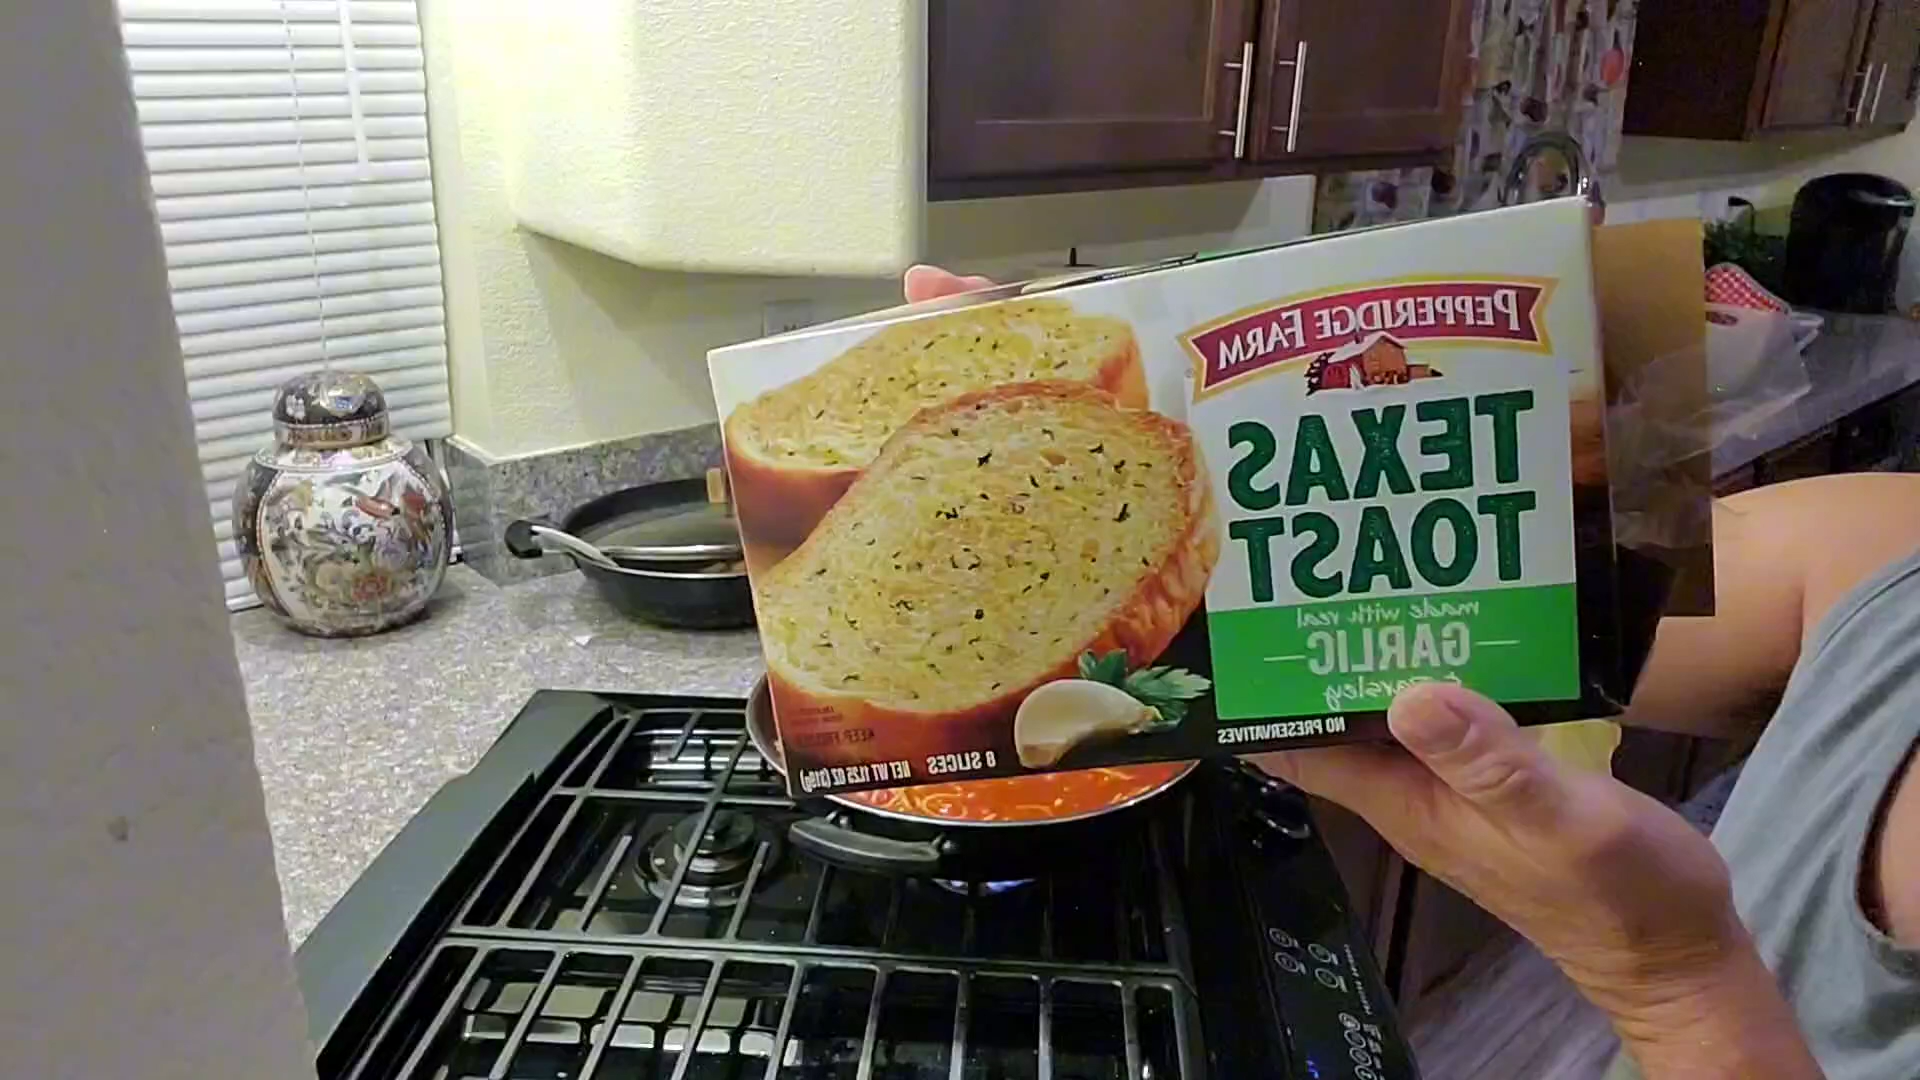 PEPPERIDGE FARM
TEXAS
TOAST
made with real
GARLIC
& Parsley
NO PRESERVATIVES
KEEP FROZEN
8 SLICES NET WT 11.25 OZ (319g)